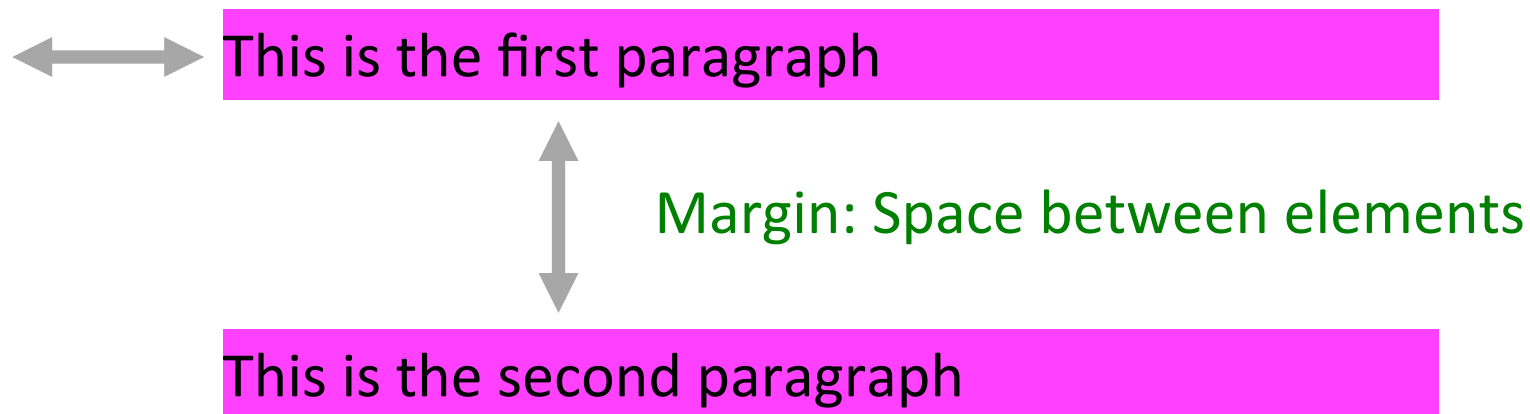 This is the first paragraph
Margin: Space between elements
This is the second paragraph